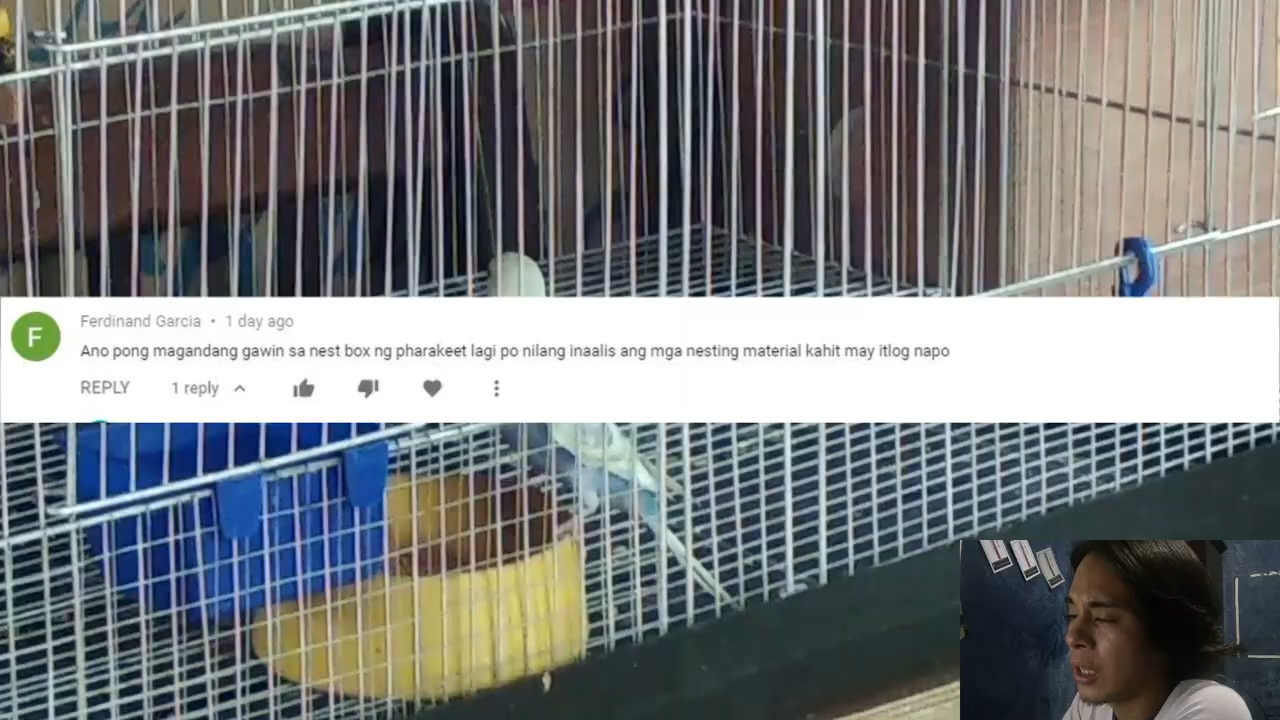 F
Ferdinand Garcia • 1 day ago
Ano pong magandang gawin sa nest box ng pharakeet lagi po nilang inaalis ang mga nesting material kahit may itlog napo
REPLY 1 reply